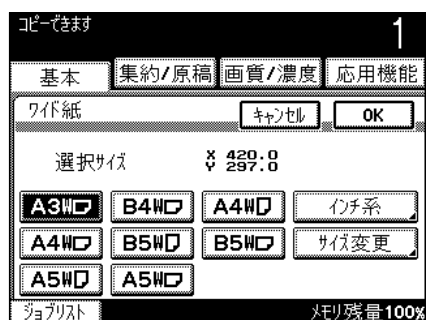 コピーできます
1
基本 集約/原稿 画質/濃度 応用機能
ワイド紙 キャンセル OK
選択サイズ X 420.0
Y 297.0
A3W B4W A4W インチ系
A4W B5W B5W サイズ変更
A5W A5W
ジョブリスト メモリ残量100%